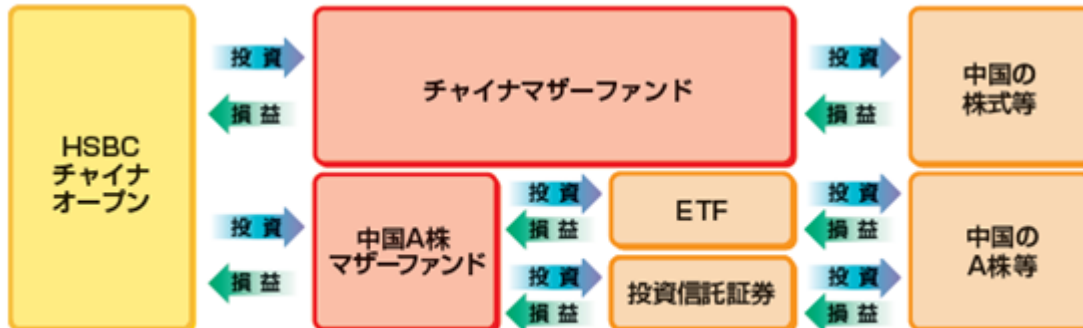 HSBC
チャイナ
オープン
投資
損益
チャイナマザーファンド
投資
損益
中国の
株式等
投資
損益
中国A株
マザーファンド
投資
損益
ETF
投資
損益
中国の
A株等
投資
損益
投資信託証券
投資
損益